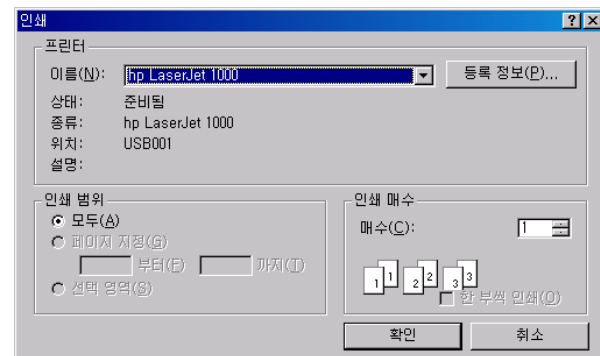 인쇄
프린터
이름(N): hp LaserJet 1000 등록 정보(P)...
상태: 준비됨
종류: hp LaserJet 1000
위치: USB001
설명:
인쇄 범위
모두(A)
페이지 지정(G)
부터(F) 까지(T)
선택 영역(S)
인쇄 매수
매수(C): 1
1 1 2 2 3 3
한 부씩 인쇄(O)
확인 취소